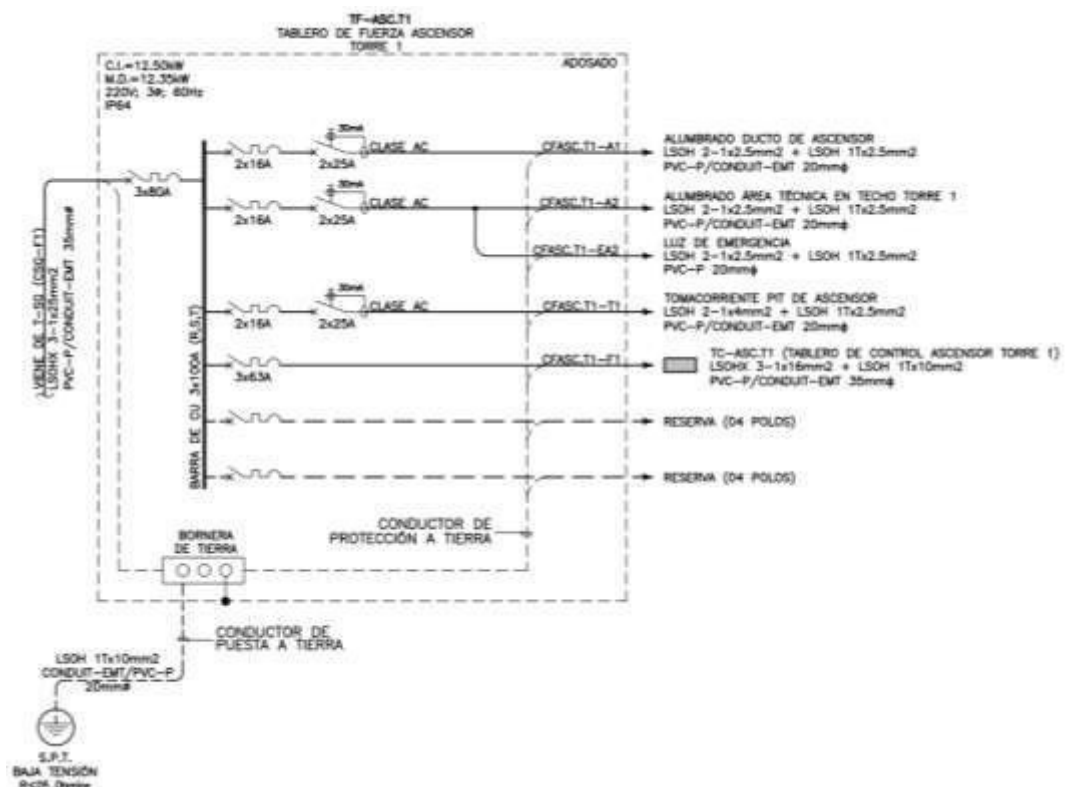 TF-ASC.T1
TABLERO DE FUERZA ASCENSOR
TORRE 1
C.I.=12.50kW
M.D.=12.35kW
220V; 3Ø; 60Hz
IP64
ADOSADO
3x80A
VIENE DE T-SG (CSG-F1)
LSOHX 3-1x25mm2
PVC-P/CONDUIT-EMT 35mmø
BARRA DE CU 3x100A (R,S,T)
2x16A
30mA
2x25A
CLASE AC
CFASC.T1-A1
ALUMBRADO DUCTO DE ASCENSOR
LSOH 2-1x2.5mm2 + LSOH 1Tx2.5mm2
PVC-P/CONDUIT-EMT 20mmø
2x16A
30mA
2x25A
CLASE AC
CFASC.T1-A2
ALUMBRADO ÁREA TÉCNICA EN TECHO TORRE 1
LSOH 2-1x2.5mm2 + LSOH 1Tx2.5mm2
PVC-P/CONDUIT-EMT 20mmø
CFASC.T1-EA2
LUZ DE EMERGENCIA
LSOH 2-1x2.5mm2 + LSOH 1Tx2.5mm2
PVC-P 20mmø
2x16A
30mA
2x25A
CLASE AC
CFASC.T1-T1
TOMACORRIENTE PIT DE ASCENSOR
LSOH 2-1x4mm2 + LSOH 1Tx2.5mm2
PVC-P/CONDUIT-EMT 20mmø
3x63A
CFASC.T1-F1
TC-ASC.T1 (TABLERO DE CONTROL ASCENSOR TORRE 1)
LSOHX 3-1x16mm2 + LSOH 1Tx10mm2
PVC-P/CONDUIT-EMT 35mmø
RESERVA (04 POLOS)
RESERVA (04 POLOS)
CONDUCTOR DE
PROTECCIÓN A TIERRA
BORNERA
DE TIERRA
CONDUCTOR DE
PUESTA A TIERRA
LSOH 1Tx10mm2
CONDUIT-EMT/PVC-P
20mmø
S.P.T.
BAJA TENSIÓN